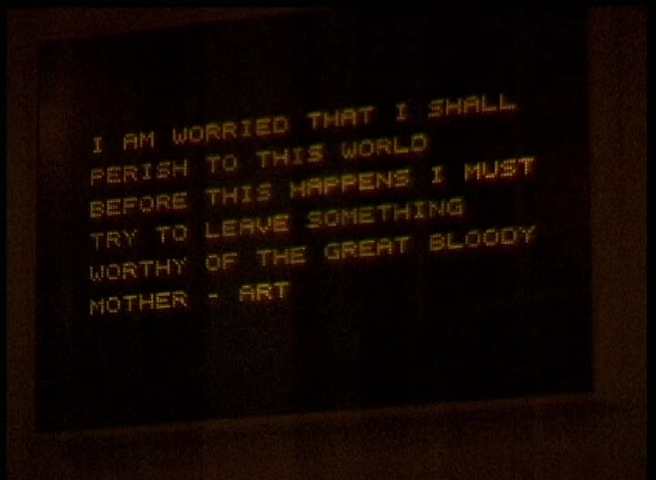 I AM WORRIED THAT I SHALL
PERISH TO THIS WORLD
BEFORE THIS HAPPENS I MUST
TRY TO LEAVE SOMETHING
WORTHY OF THE GREAT BLOODY
MOTHER - ART